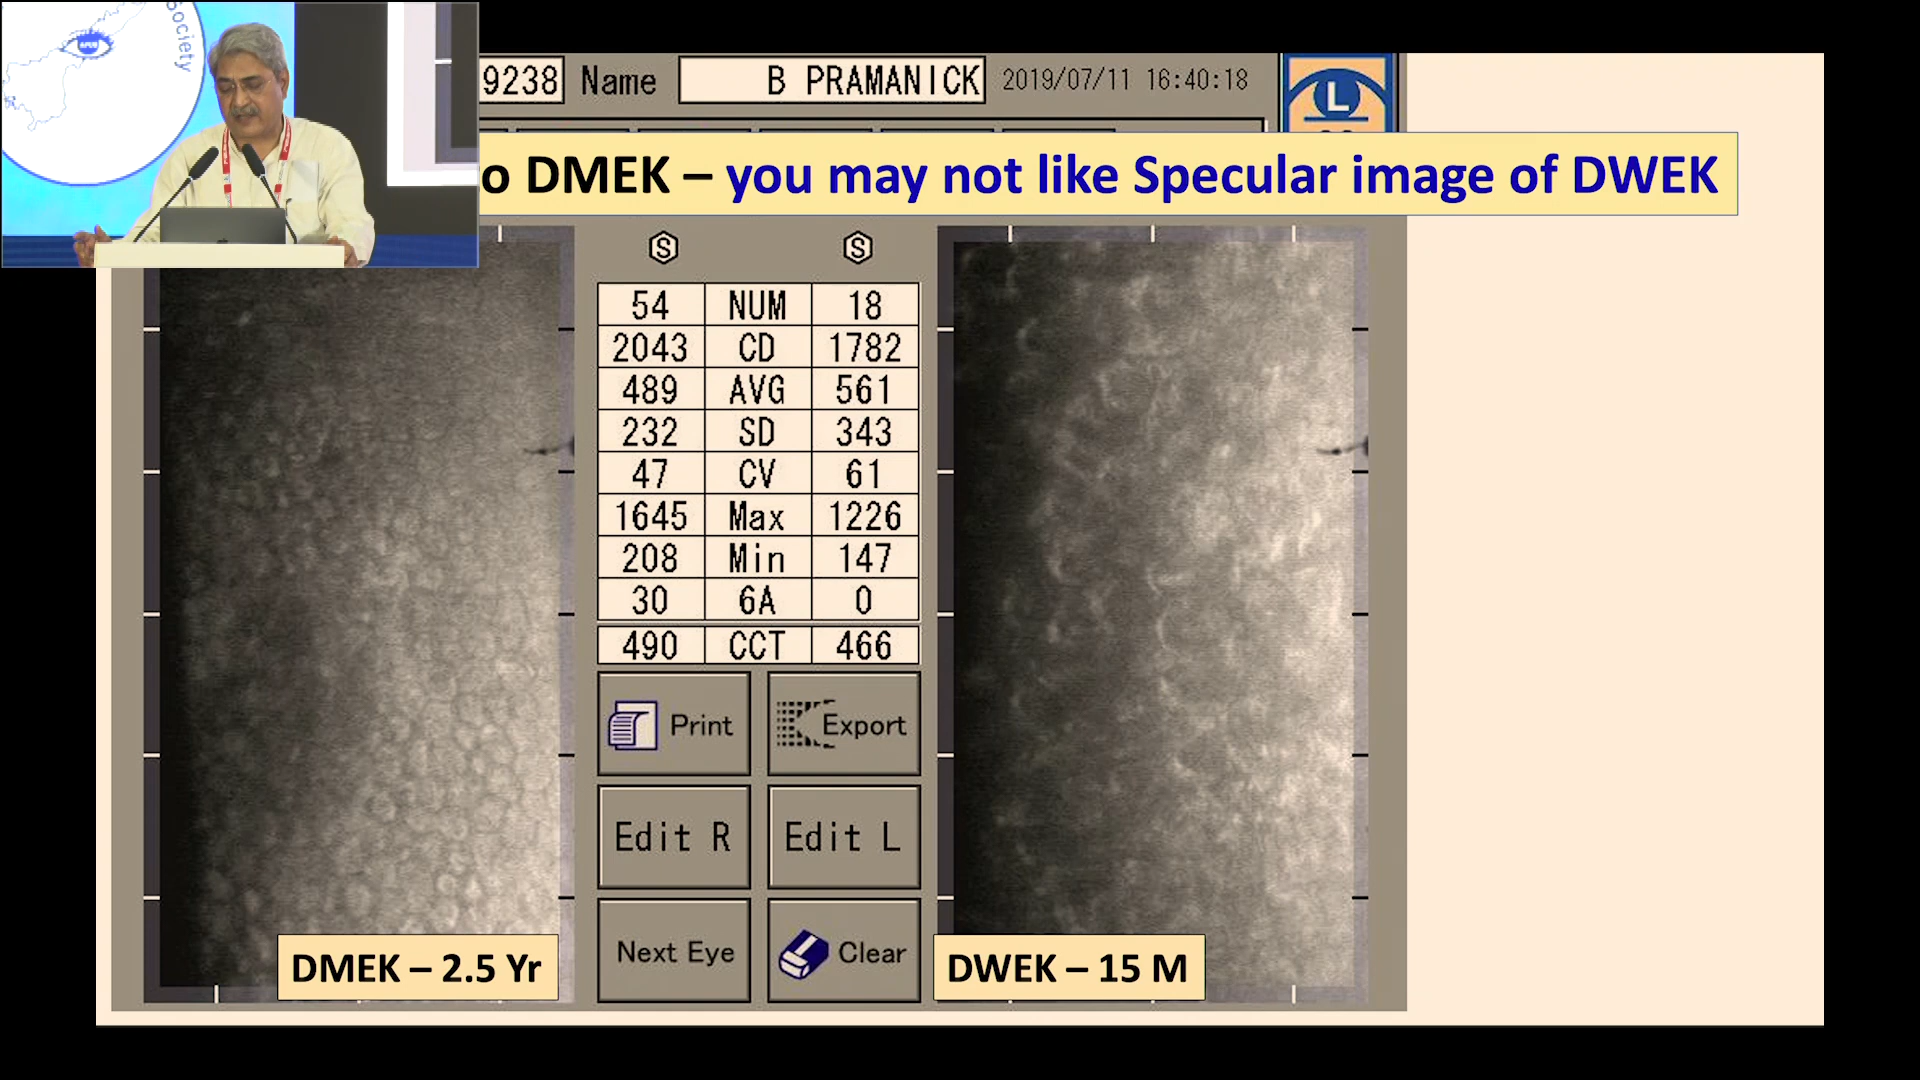 Society
9238 Name B PRAMANICK 2019/07/11 16:40:18
L
o DMEK – you may not like Specular image of DWEK
S S
54 NUM 18
2043 CD 1782
489 AVG 561
232 SD 343
47 CV 61
1645 Max 1226
208 Min 147
30 6A 0
490 CCT 466
Print Export
Edit R Edit L
Next Eye Clear
DMEK – 2.5 Yr
DWEK – 15 M